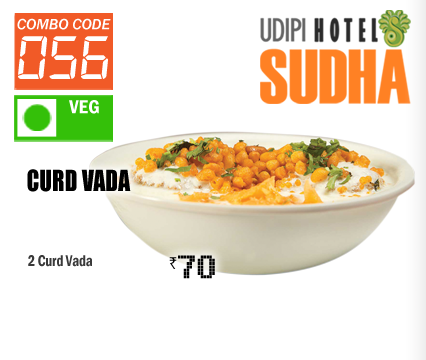 COMBO CODE
056
VEG
UDIPI HOTEL
SUDHA
CURD VADA
2 Curd Vada
₹70